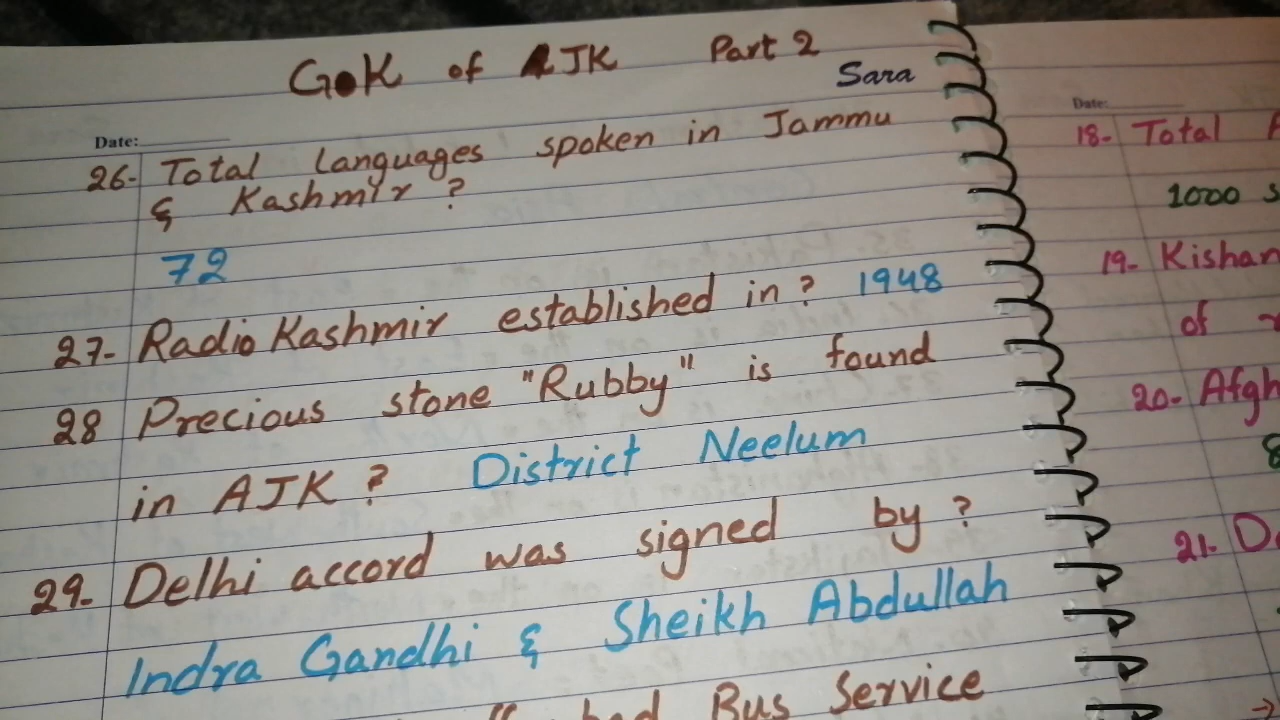 GOK of AJK Part 2
Sara
Date:
26- Total languages spoken in Jammu
& Kashmir ?
72
27- Radio Kashmir established in ? 1948
28 Precious stone "Rubby" is found
in AJK ? District Neelum
29- Delhi accord was signed by ?
Indra Gandhi & Sheikh Abdullah
Bus Service
Date:
18- Total
1000
19- Kishan
of
20- Afgh
21-